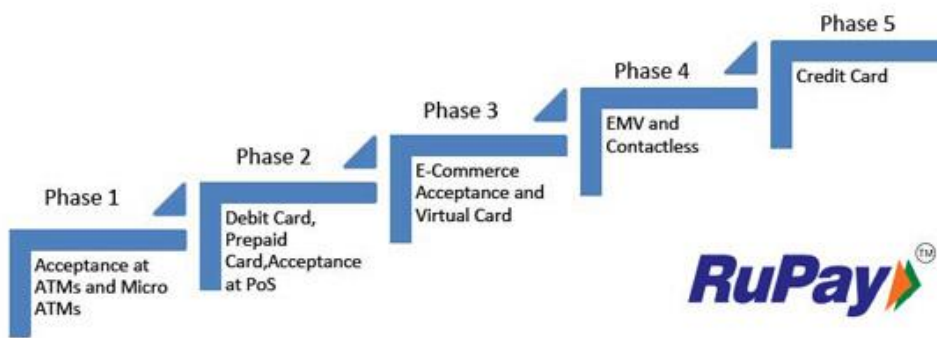 Phase 1
Acceptance at
ATMs and Micro
ATMs
Phase 2
Debit Card,
Prepaid
Card,Acceptance
at PoS
Phase 3
E-Commerce
Acceptance and
Virtual Card
Phase 4
EMV and
Contactless
Phase 5
Credit Card
RuPay
TM